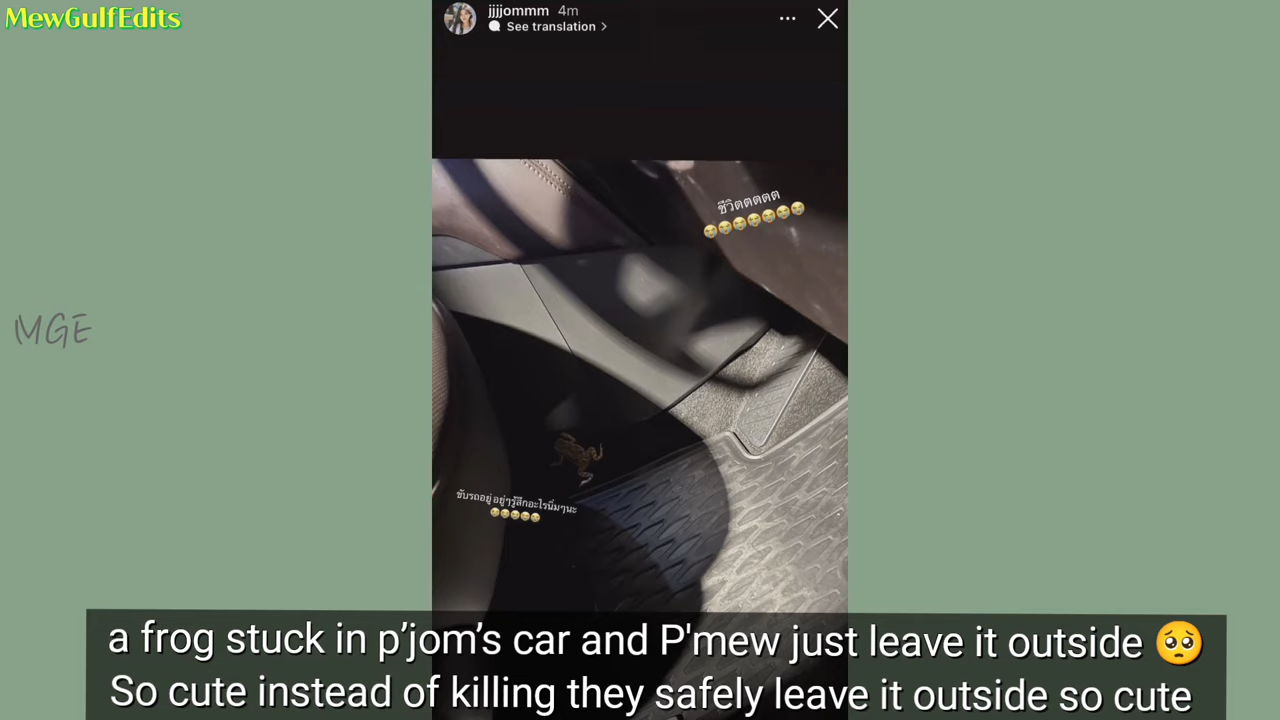 MewGulfEdits
jjjjommm 4m
See translation >
ชีวิตตตตต
😭😭😭😭😭😭😭
MGE
ขับรถอยู่ อยู่ๆรู้สึกอะไรนิ่มๆนะ
😭😭😭😭😭
a frog stuck in p’jom’s car and P'mew just leave it outside 🥺
So cute instead of killing they safely leave it outside so cute